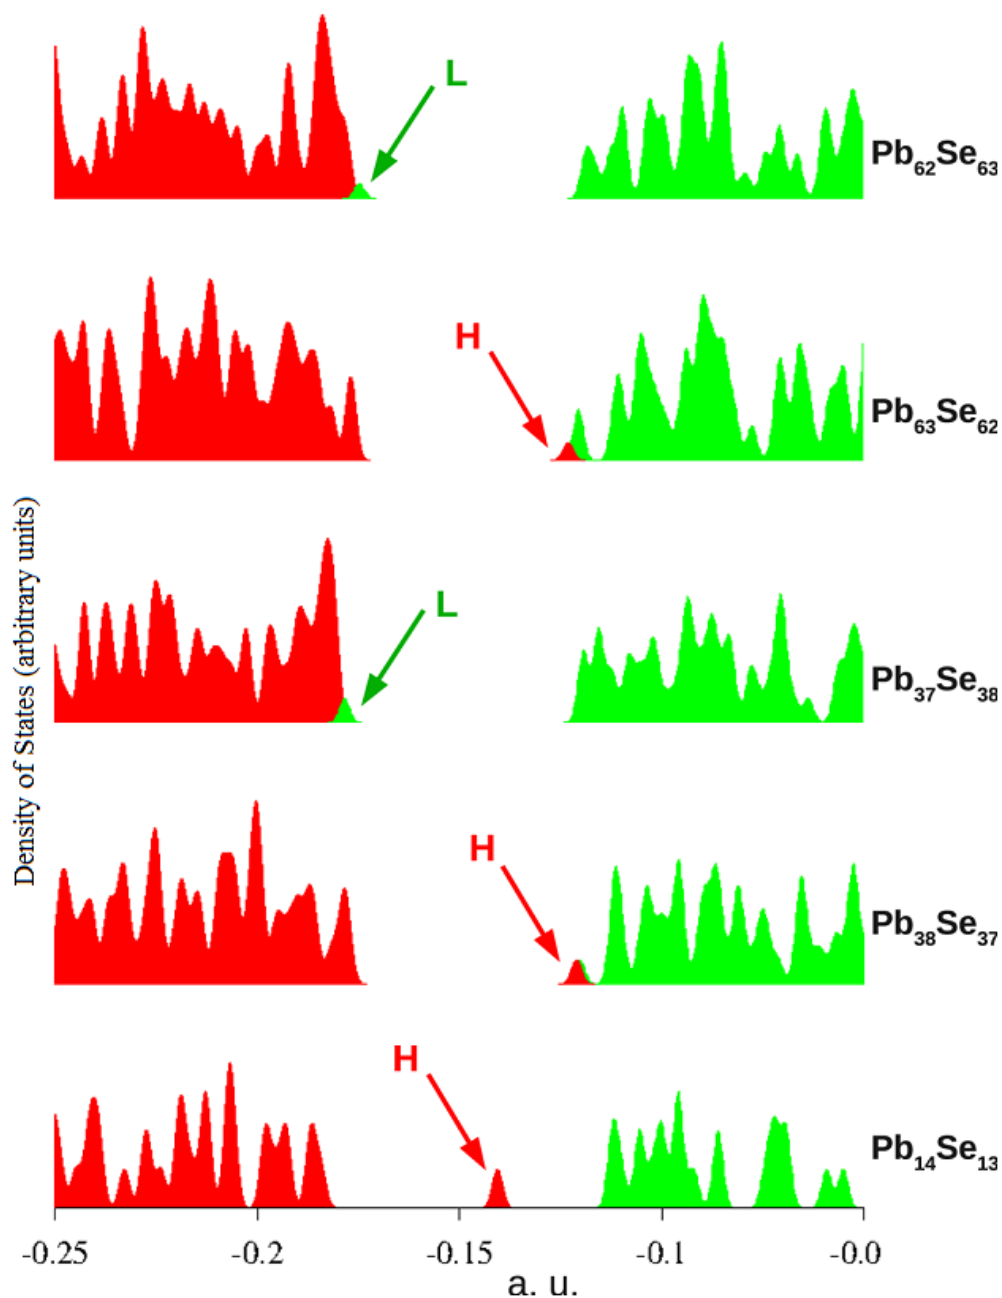 L
Pb62Se63
H
Pb63Se62
Density of States (arbitrary units)
L
Pb37Se38
H
Pb38Se37
H
Pb14Se13
-0.25 -0.2 -0.15 -0.1 -0.0
a. u.